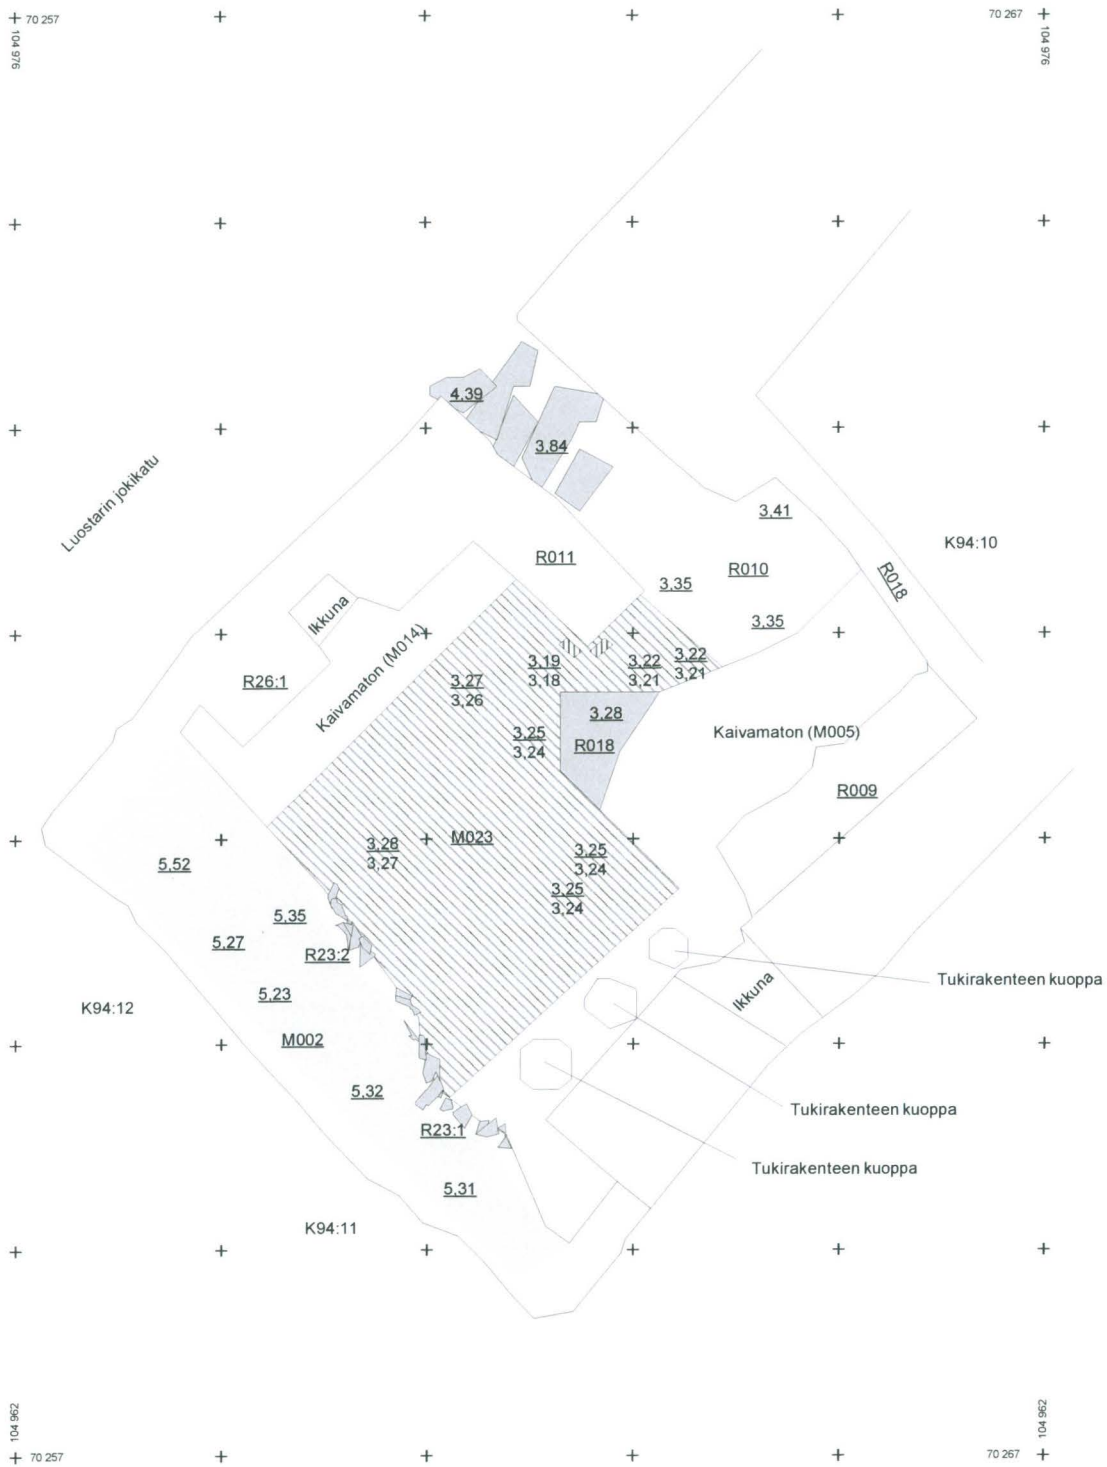 70 257
70 267
104 976
104 976
4,39
3,84
Luostarin jokikatu
3,41
K94:10
R011
R010
R018
3,35
Ikkuna
3,35
Kaivamaton (M014)
3,19
3,18
3,22
3,21
3,22
3,21
R26:1
3,27
3,26
3,28
3,25
3,24
R018
Kaivamaton (M005)
R009
3,28
3,27
M023
3,25
3,24
5,52
3,25
3,24
5,35
5,27
R23:2
Tukirakenteen kuoppa
5,23
Ikkuna
K94:12
M002
5,32
Tukirakenteen kuoppa
R23:1
Tukirakenteen kuoppa
5,31
K94:11
104 962
104 962
70 257
70 267